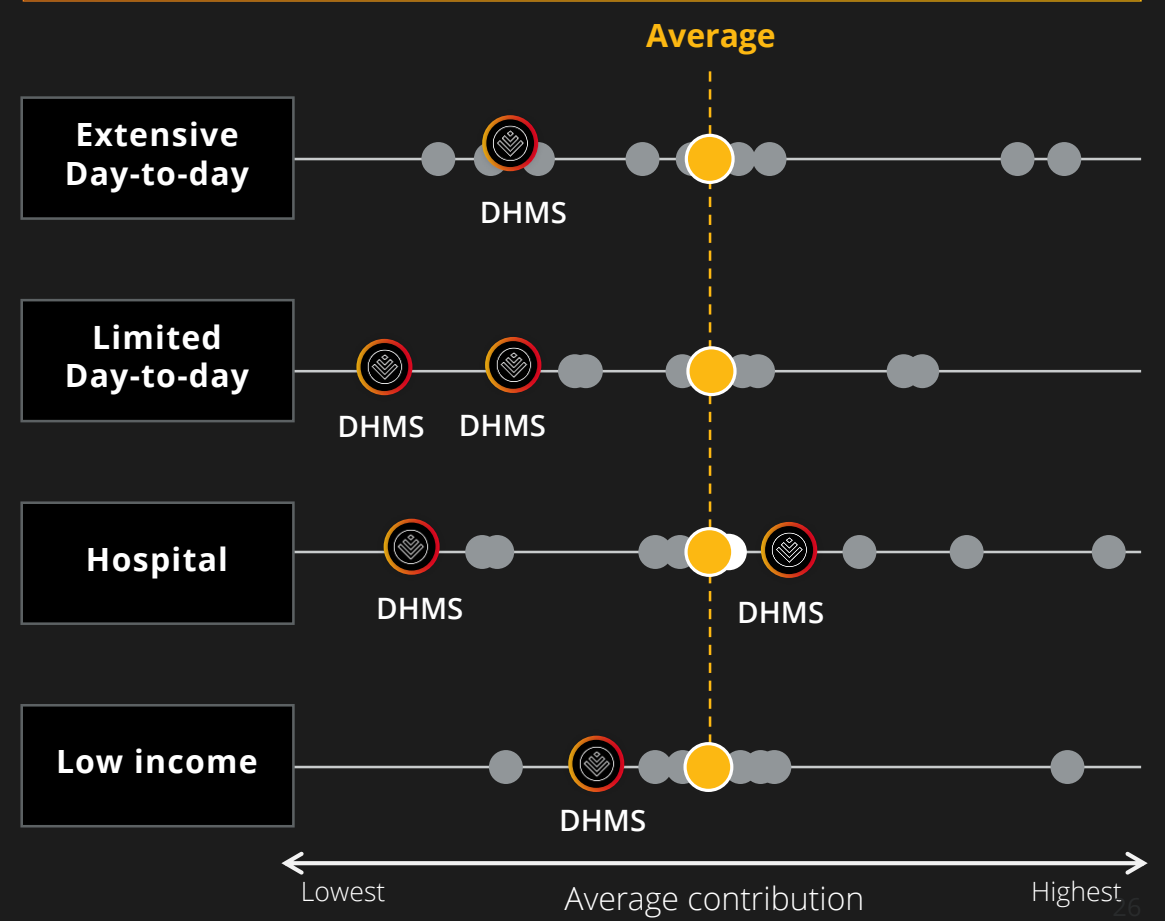 Average
Extensive
Day-to-day
DHMS
Limited
Day-to-day
DHMS
DHMS
Hospital
DHMS
DHMS
Low income
DHMS
Lowest
Average contribution
Highest
26